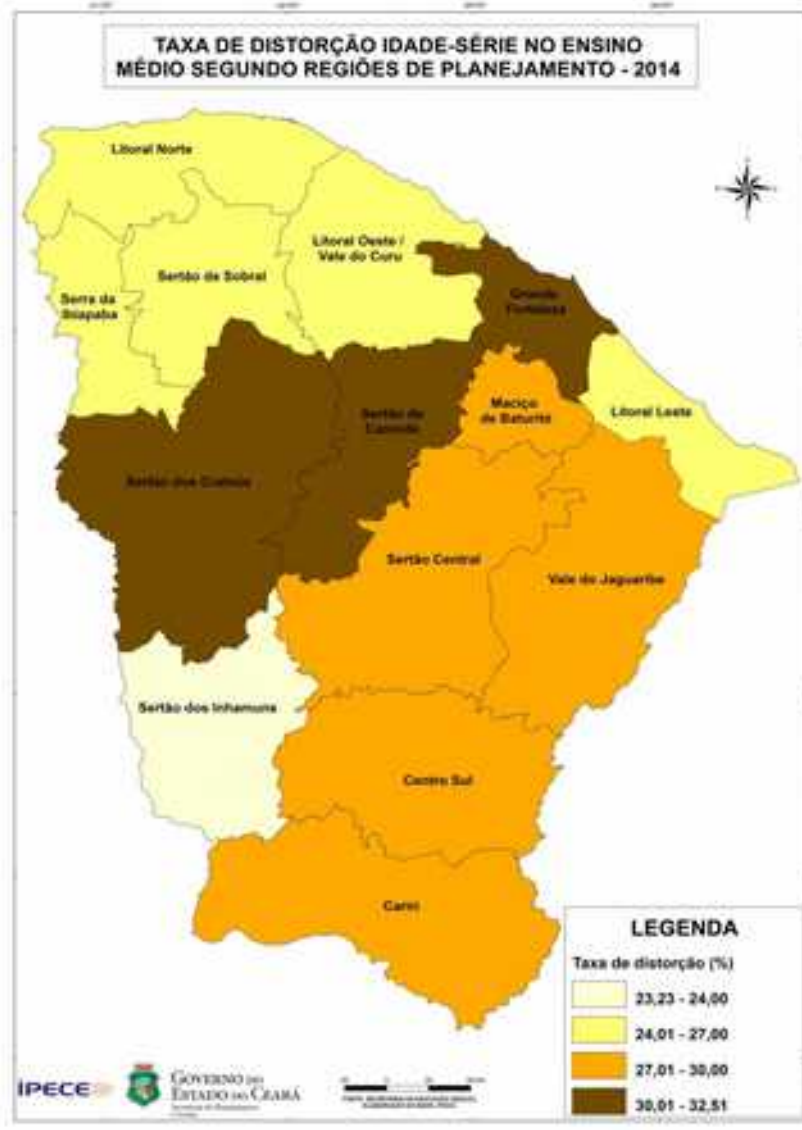 TAXA DE DISTORÇÃO IDADE-SÉRIE NO ENSINO
MÉDIO SEGUNDO REGIÕES DE PLANEJAMENTO - 2014
Litoral Norte
Litoral Oeste /
Vale do Curu
Sertão de Sobral
Serra da
Ibiapaba
Grande
Fortaleza
Maciço
de Baturité
Litoral Leste
Sertão de
Canindé
Sertão dos Crateús
Sertão Central
Vale do Jaguaribe
Sertão dos Inhamuns
Centro Sul
Cariri
LEGENDA
Taxa de distorção (%)
23,23 - 24,00
24,01 - 27,00
27,01 - 30,00
30,01 - 32,51
IPECE
GOVERNO DO
ESTADO DO CEARÁ